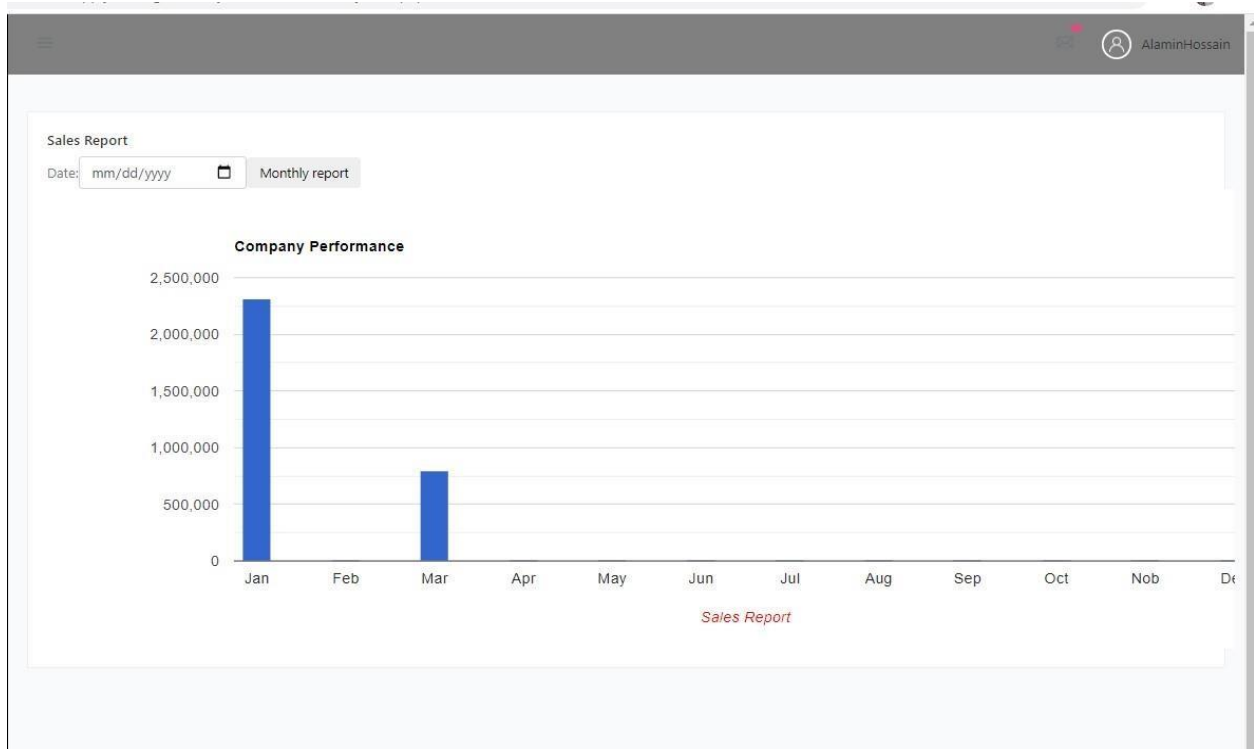 AlaminHossain
Sales Report
Date: mm/dd/yyyy Monthly report
Company Performance
2,500,000
2,000,000
1,500,000
1,000,000
500,000
0
Jan Feb Mar Apr May Jun Jul Aug Sep Oct Nob De
Sales Report